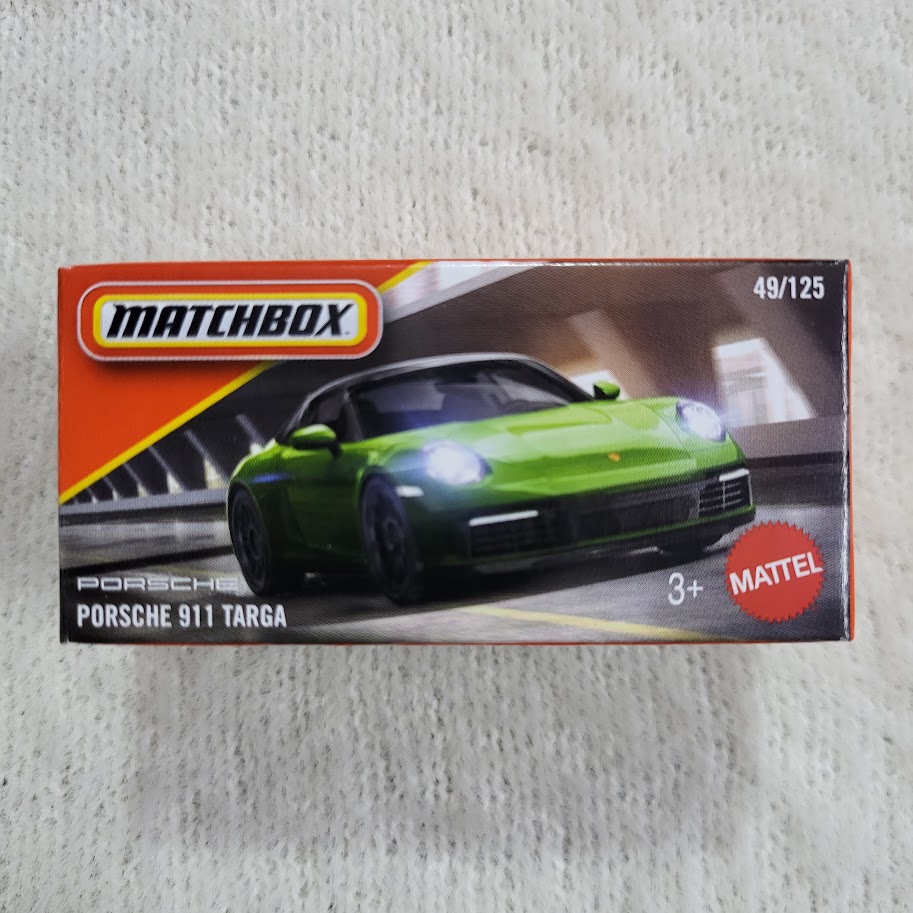 MATCHBOX
49/125
PORSCHE
PORSCHE 911 TARGA
3+
MATTEL